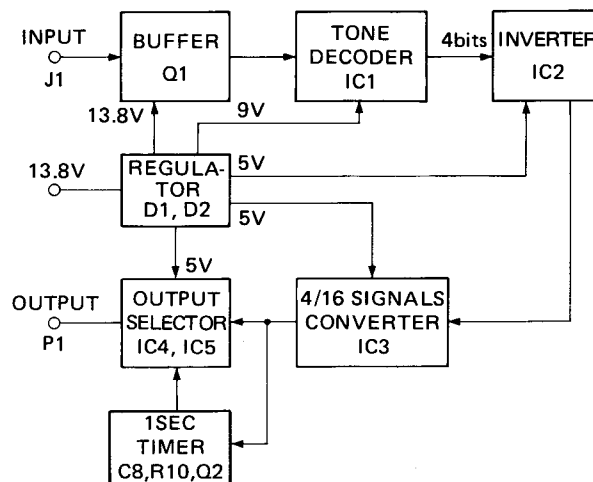 INPUT
J1
BUFFER
Q1
TONE
DECODER
IC1
4bits
INVERTER
IC2
13.8V
9V
13.8V
REGULA-
TOR
D1, D2
5V
5V
5V
OUTPUT
P1
OUTPUT
SELECTOR
IC4, IC5
4/16 SIGNALS
CONVERTER
IC3
1SEC
TIMER
C8,R10,Q2